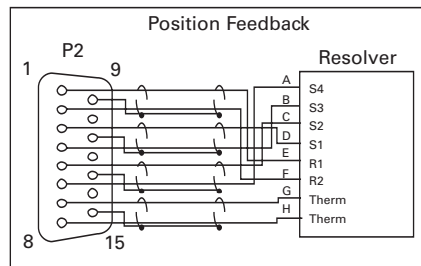 Position Feedback
P2
Resolver
1
9
A
S4
B
S3
C
S2
D
S1
E
R1
F
R2
G
Therm
H
Therm
8
15